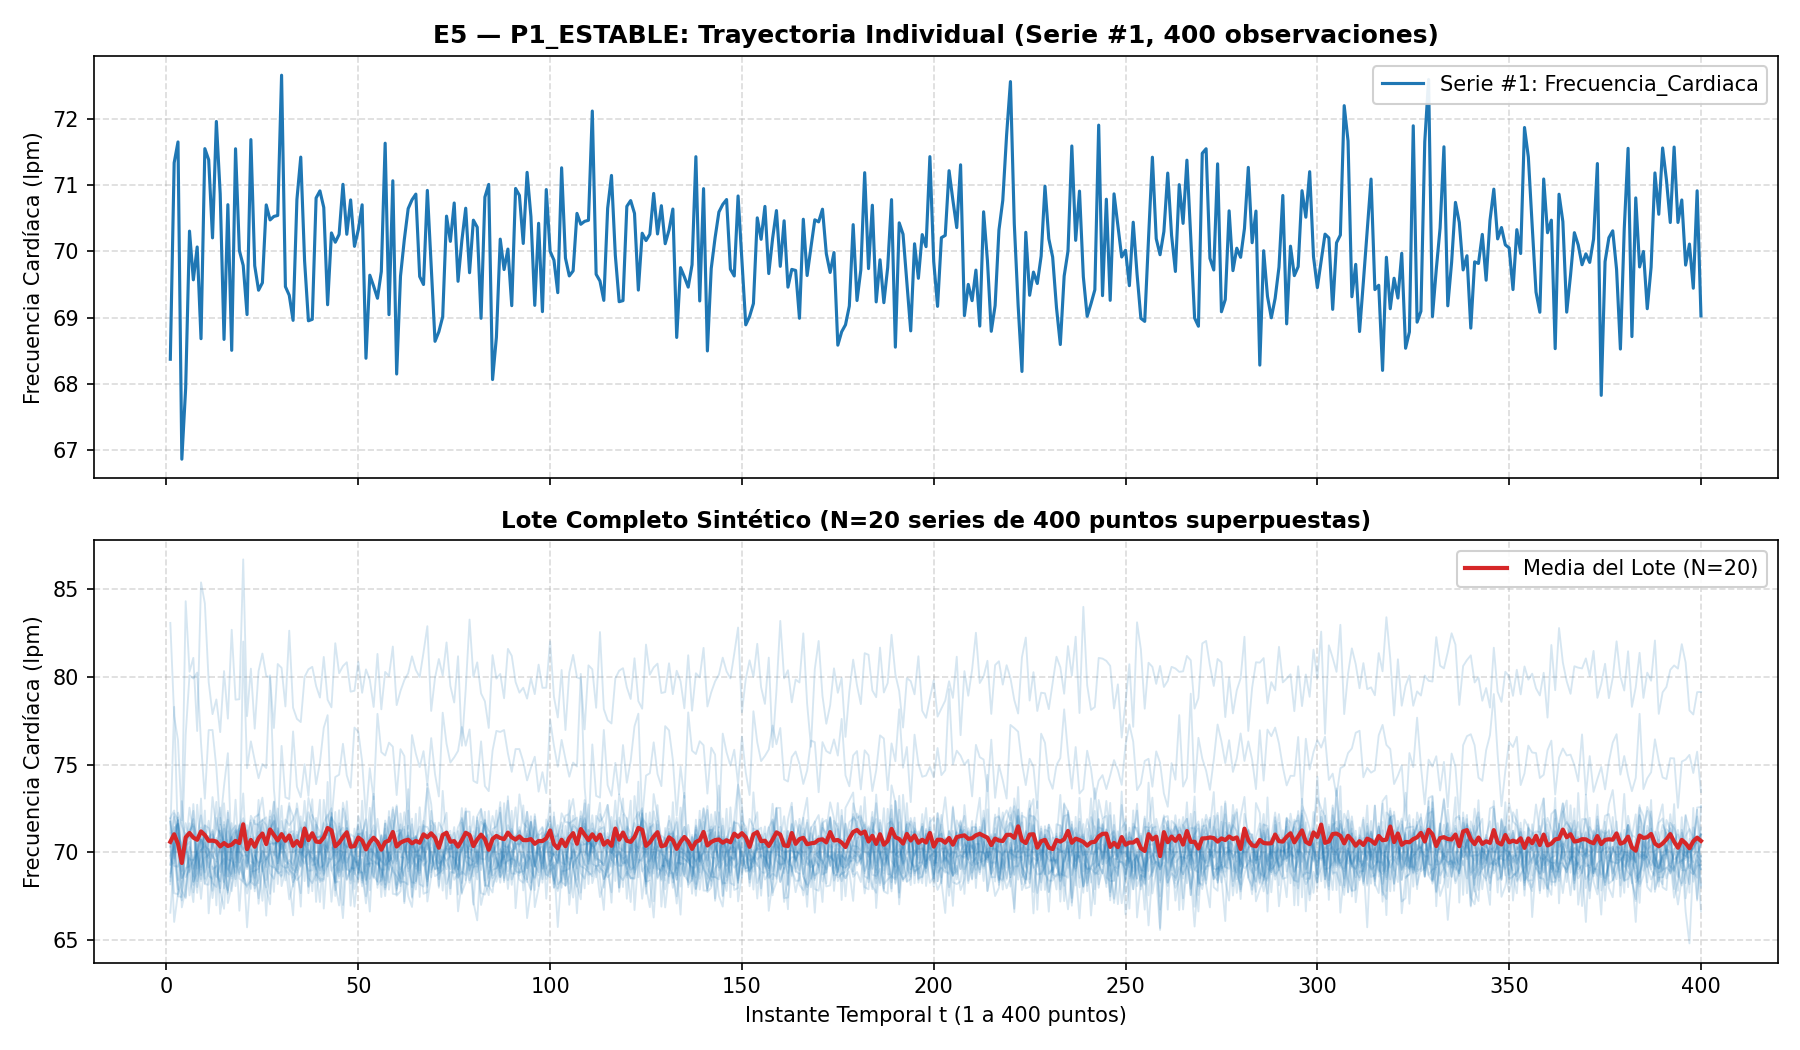 E5 — P1_ESTABLE: Trayectoria Individual (Serie #1, 400 observaciones)
Serie #1: Frecuencia_Cardiaca
Frecuencia Cardíaca (lpm)
72
71
70
69
68
67
Lote Completo Sintético (N=20 series de 400 puntos superpuestas)
Media del Lote (N=20)
Frecuencia Cardíaca (lpm)
85
80
75
70
65
0 50 100 150 200 250 300 350 400
Instante Temporal t (1 a 400 puntos)